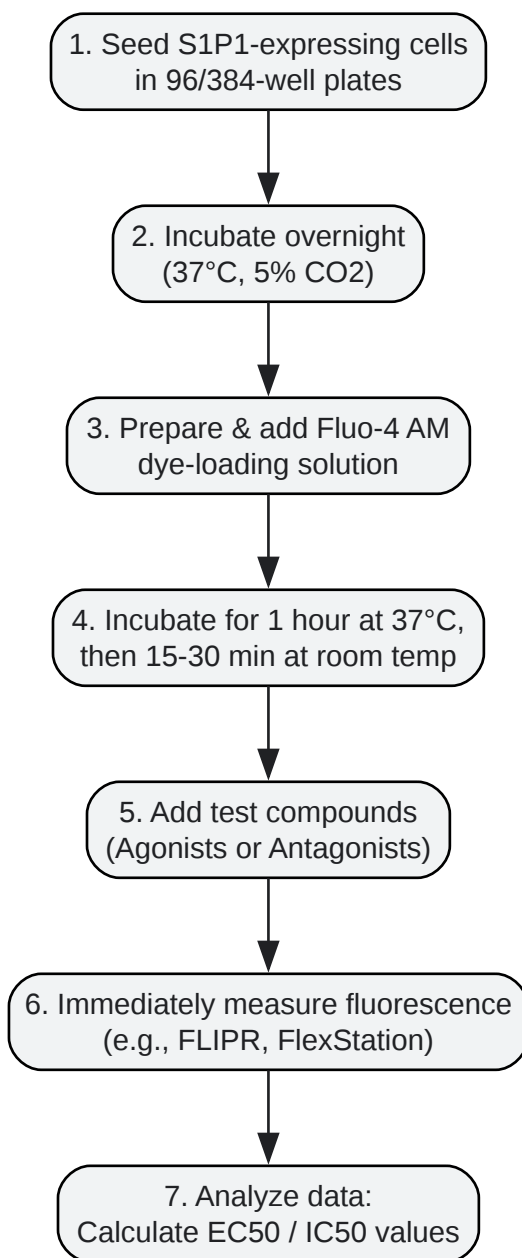 1. Seed S1P1-expressing cells
in 96/384-well plates
2. Incubate overnight
(37°C, 5% CO2)
3. Prepare & add Fluo-4 AM
dye-loading solution
4. Incubate for 1 hour at 37°C,
then 15-30 min at room temp
5. Add test compounds
(Agonists or Antagonists)
6. Immediately measure fluorescence
(e.g., FLIPR, FlexStation)
7. Analyze data:
Calculate EC50 / IC50 values